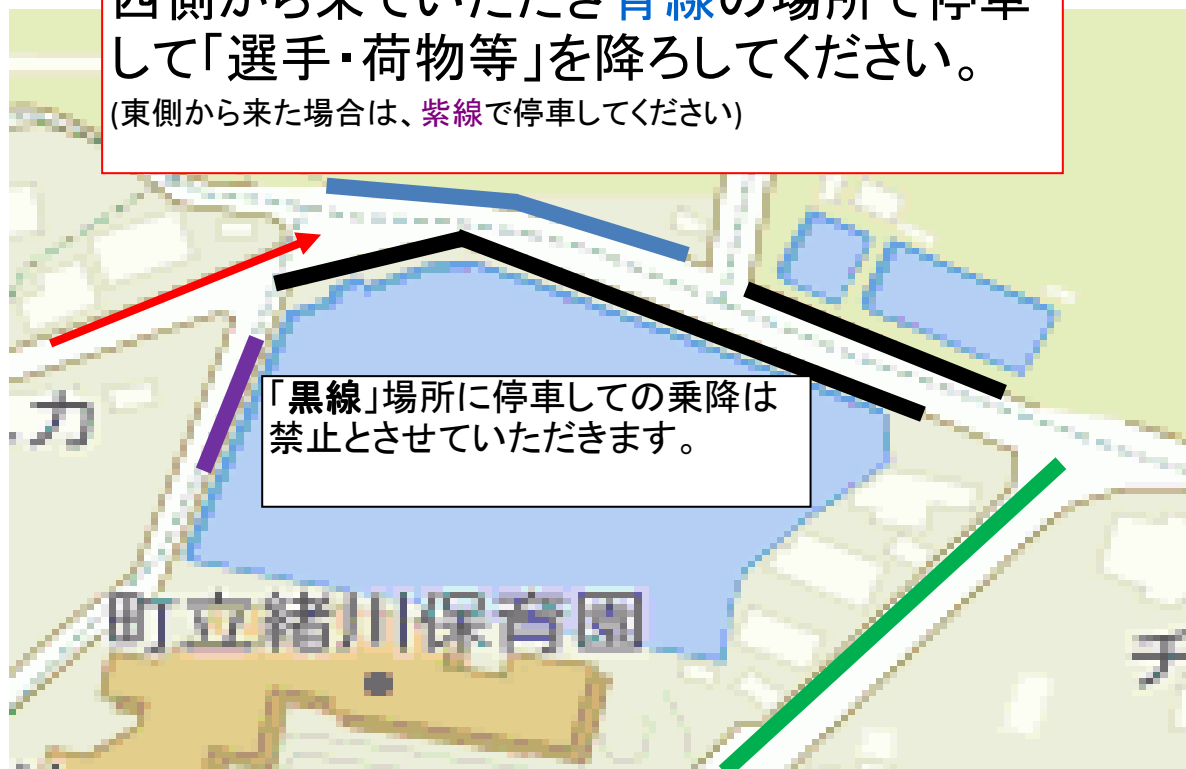 西側から来ていただき青線の場所で停車
して「選手・荷物等」を降ろしてください。
(東側から来た場合は、紫線で停車してください)
「黒線」場所に停車しての乗降は
禁止とさせていただきます。
カ
町立緒川保育園
チ